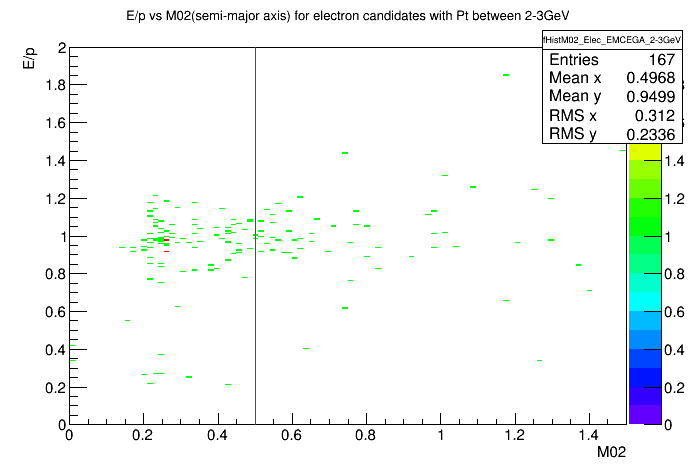 E/p vs M02(semi-major axis) for electron candidates with Pt between 2-3GeV
fHistM02_Elec_EMCEGA_2-3GeV
Entries 167
Mean x 0.4968
Mean y 0.9499
RMS x 0.312
RMS y 0.2336
E/p
2
1.8
1.6
1.4
1.2
1
0.8
0.6
0.4
0.2
0
0 0.2 0.4 0.6 0.8 1 1.2 1.4
M02
1.4
1.2
1
0.8
0.6
0.4
0.2
0